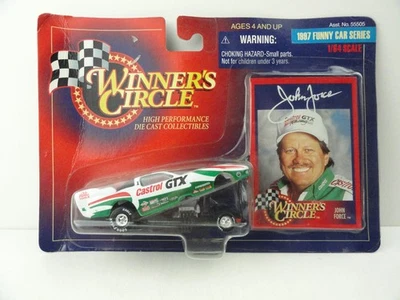 AGES 4 AND UP
Asst. No. 55505
WARNING:
CHOKING HAZARD-Small parts.
Not for children under 3 years.
1997 FUNNY CAR SERIES
1/64 SCALE
WINNER'S
CIRCLE
HIGH PERFORMANCE
DIE CAST COLLECTIBLES
John Force
Castrol GTX
Castrol GTX
WINNER'S
CIRCLE
JOHN
FORCE